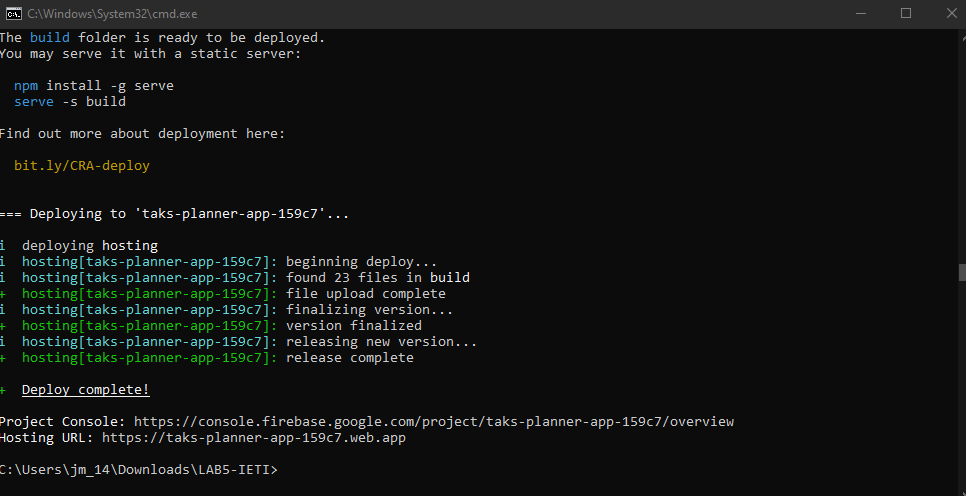 C:\Windows\System32\cmd.exe
The build folder is ready to be deployed.
You may serve it with a static server:
npm install -g serve
serve -s build
Find out more about deployment here:
bit.ly/CRA-deploy
=== Deploying to 'taks-planner-app-159c7'...
i  deploying hosting
i  hosting[taks-planner-app-159c7]: beginning deploy...
i  hosting[taks-planner-app-159c7]: found 23 files in build
+  hosting[taks-planner-app-159c7]: file upload complete
i  hosting[taks-planner-app-159c7]: finalizing version...
+  hosting[taks-planner-app-159c7]: version finalized
i  hosting[taks-planner-app-159c7]: releasing new version...
+  hosting[taks-planner-app-159c7]: release complete
+  Deploy complete!
Project Console: https://console.firebase.google.com/project/taks-planner-app-159c7/overview
Hosting URL: https://taks-planner-app-159c7.web.app
C:\Users\jm_14\Downloads\LAB5-IETI>